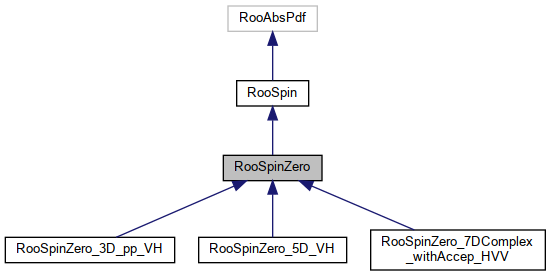 RooAbsPdf
RooSpin
RooSpinZero
RooSpinZero_3D_pp_VH
RooSpinZero_5D_VH
RooSpinZero_7DComplex
_withAccep_HVV